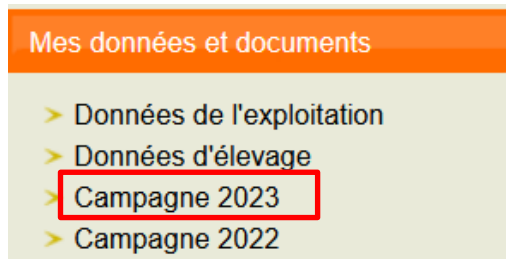 Mes données et documents
Données de l'exploitation
Données d'élevage
Campagne 2023
Campagne 2022